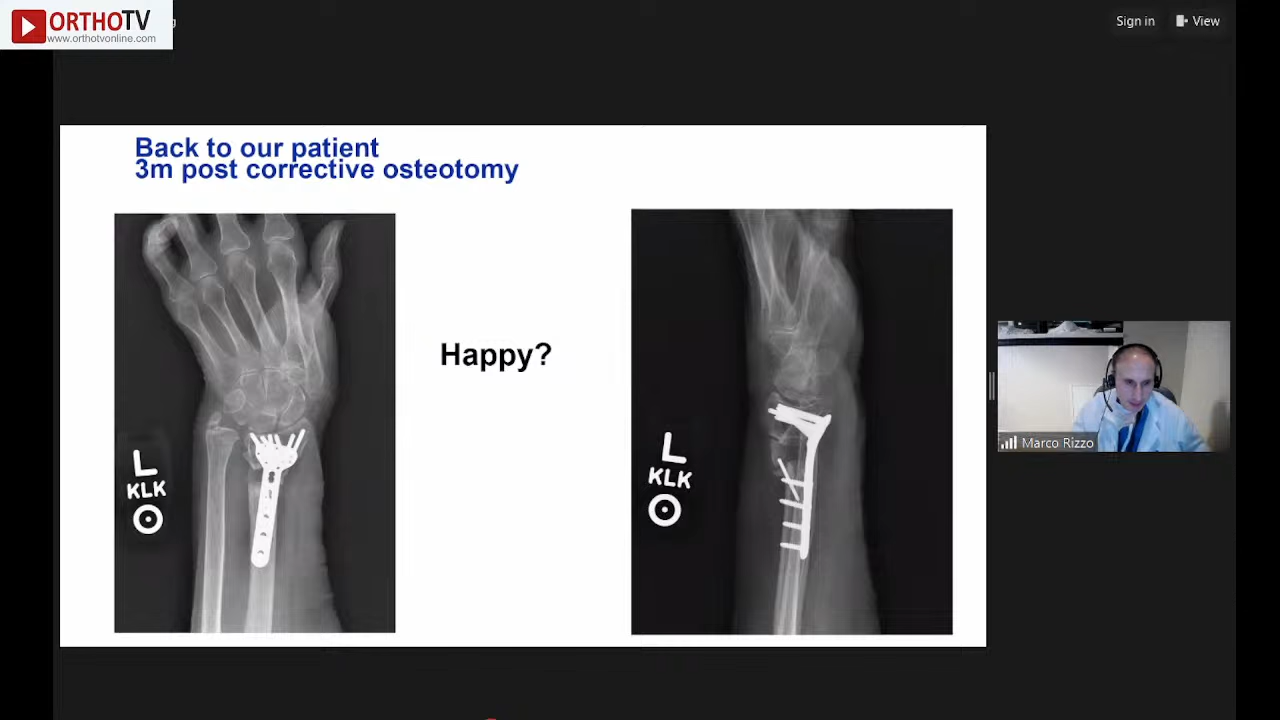 ORTHOTV
www.orthotvonline.com
Sign in
View
Back to our patient
3m post corrective osteotomy
Happy?
L
KLK
L
KLK
Marco Rizzo